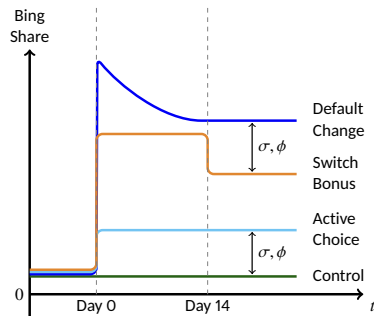 Bing
Share
Default
Change
σ, ϕ
Switch
Bonus
Active
Choice
σ, ϕ
Control
0
Day 0
Day 14
t